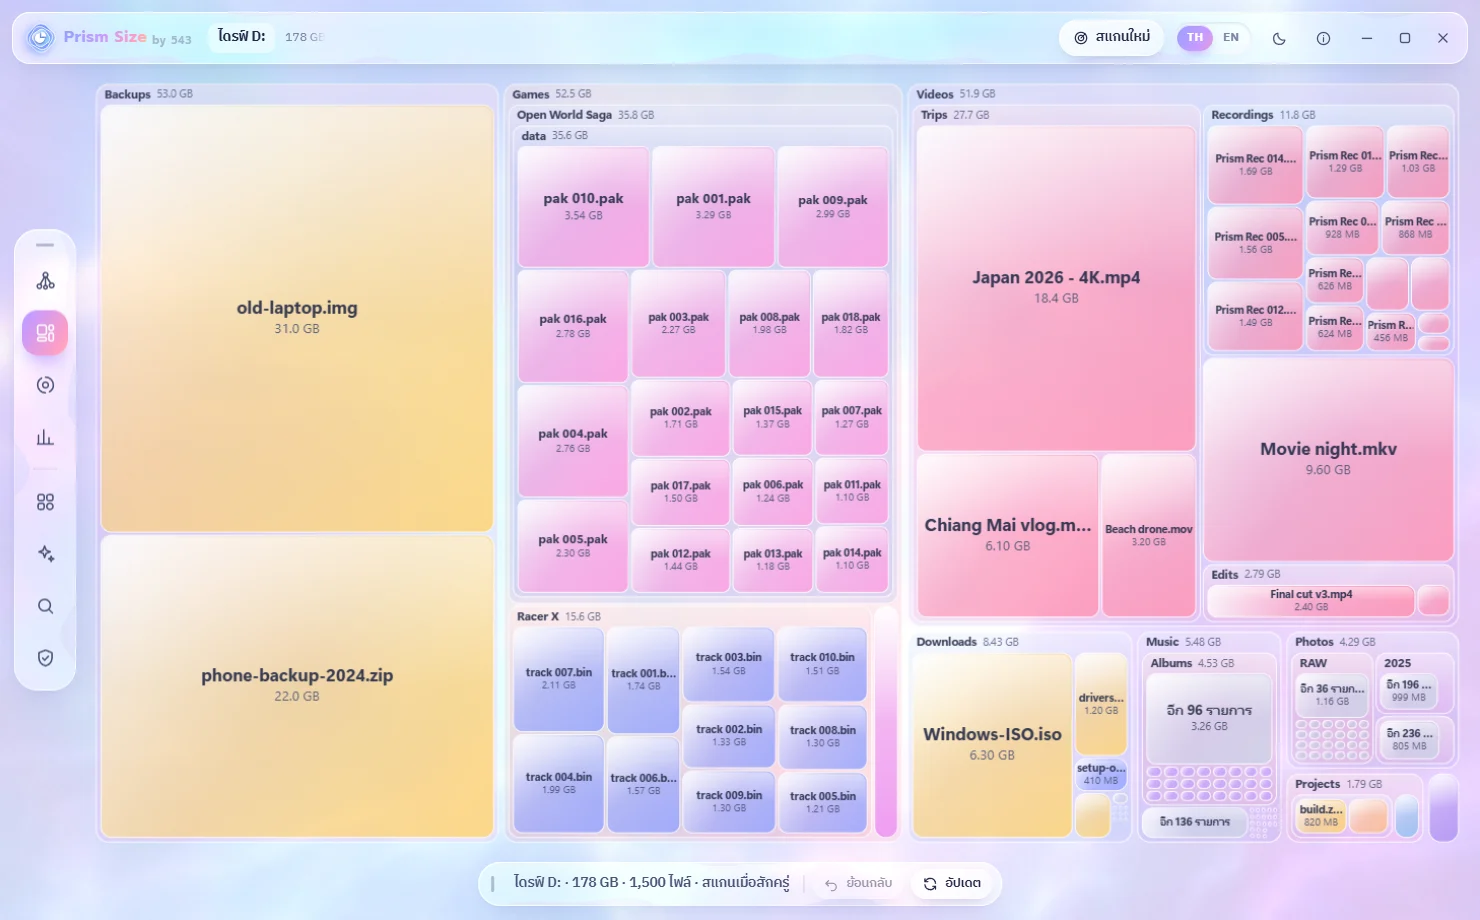 Prism Size by 543
ไดรฟ์ D:
178 GB
สแกนใหม่
TH
EN
Backups 53.0 GB
old-laptop.img
31.0 GB
phone-backup-2024.zip
22.0 GB
Games 52.5 GB
Open World Saga 35.8 GB
data 35.6 GB
pak 010.pak
3.54 GB
pak 001.pak
3.29 GB
pak 009.pak
2.99 GB
pak 016.pak
2.78 GB
pak 003.pak
2.27 GB
pak 008.pak
1.98 GB
pak 018.pak
1.82 GB
pak 004.pak
2.76 GB
pak 002.pak
1.71 GB
pak 015.pak
1.37 GB
pak 007.pak
1.27 GB
pak 017.pak
1.50 GB
pak 006.pak
1.24 GB
pak 011.pak
1.10 GB
pak 005.pak
2.30 GB
pak 012.pak
1.44 GB
pak 013.pak
1.18 GB
pak 014.pak
1.10 GB
Racer X 15.6 GB
track 007.bin
2.11 GB
track 001.b...
1.74 GB
track 003.bin
1.54 GB
track 010.bin
1.51 GB
track 002.bin
1.33 GB
track 008.bin
1.30 GB
track 004.bin
1.99 GB
track 006.b...
1.57 GB
track 009.bin
1.30 GB
track 005.bin
1.21 GB
Videos 51.9 GB
Trips 27.7 GB
Japan 2026 - 4K.mp4
18.4 GB
Chiang Mai vlog.m...
6.10 GB
Beach drone.mov
3.20 GB
Recordings 11.8 GB
Prism Rec 014....
1.69 GB
Prism Rec 01...
1.29 GB
Prism Rec...
1.03 GB
Prism Rec 005....
1.56 GB
Prism Rec 0...
928 MB
Prism Rec ...
868 MB
Prism Rec 012....
1.49 GB
Prism Re...
626 MB
Prism Re...
624 MB
Prism R...
456 MB
Movie night.mkv
9.60 GB
Edits 2.79 GB
Final cut v3.mp4
2.40 GB
Downloads 8.43 GB
Windows-ISO.iso
6.30 GB
drivers...
1.20 GB
setup-o...
410 MB
Music 5.48 GB
Albums 4.53 GB
อีก 96 รายการ
3.26 GB
อีก 136 รายการ
Photos 4.29 GB
RAW
อีก 36 รายก...
1.16 GB
2025
อีก 196 ...
999 MB
อีก 236 ...
805 MB
Projects 1.79 GB
build.z...
820 MB
ไดรฟ์ D: · 178 GB · 1,500 ไฟล์ · สแกนเมื่อสักครู่
ย้อนกลับ
อัปเดต